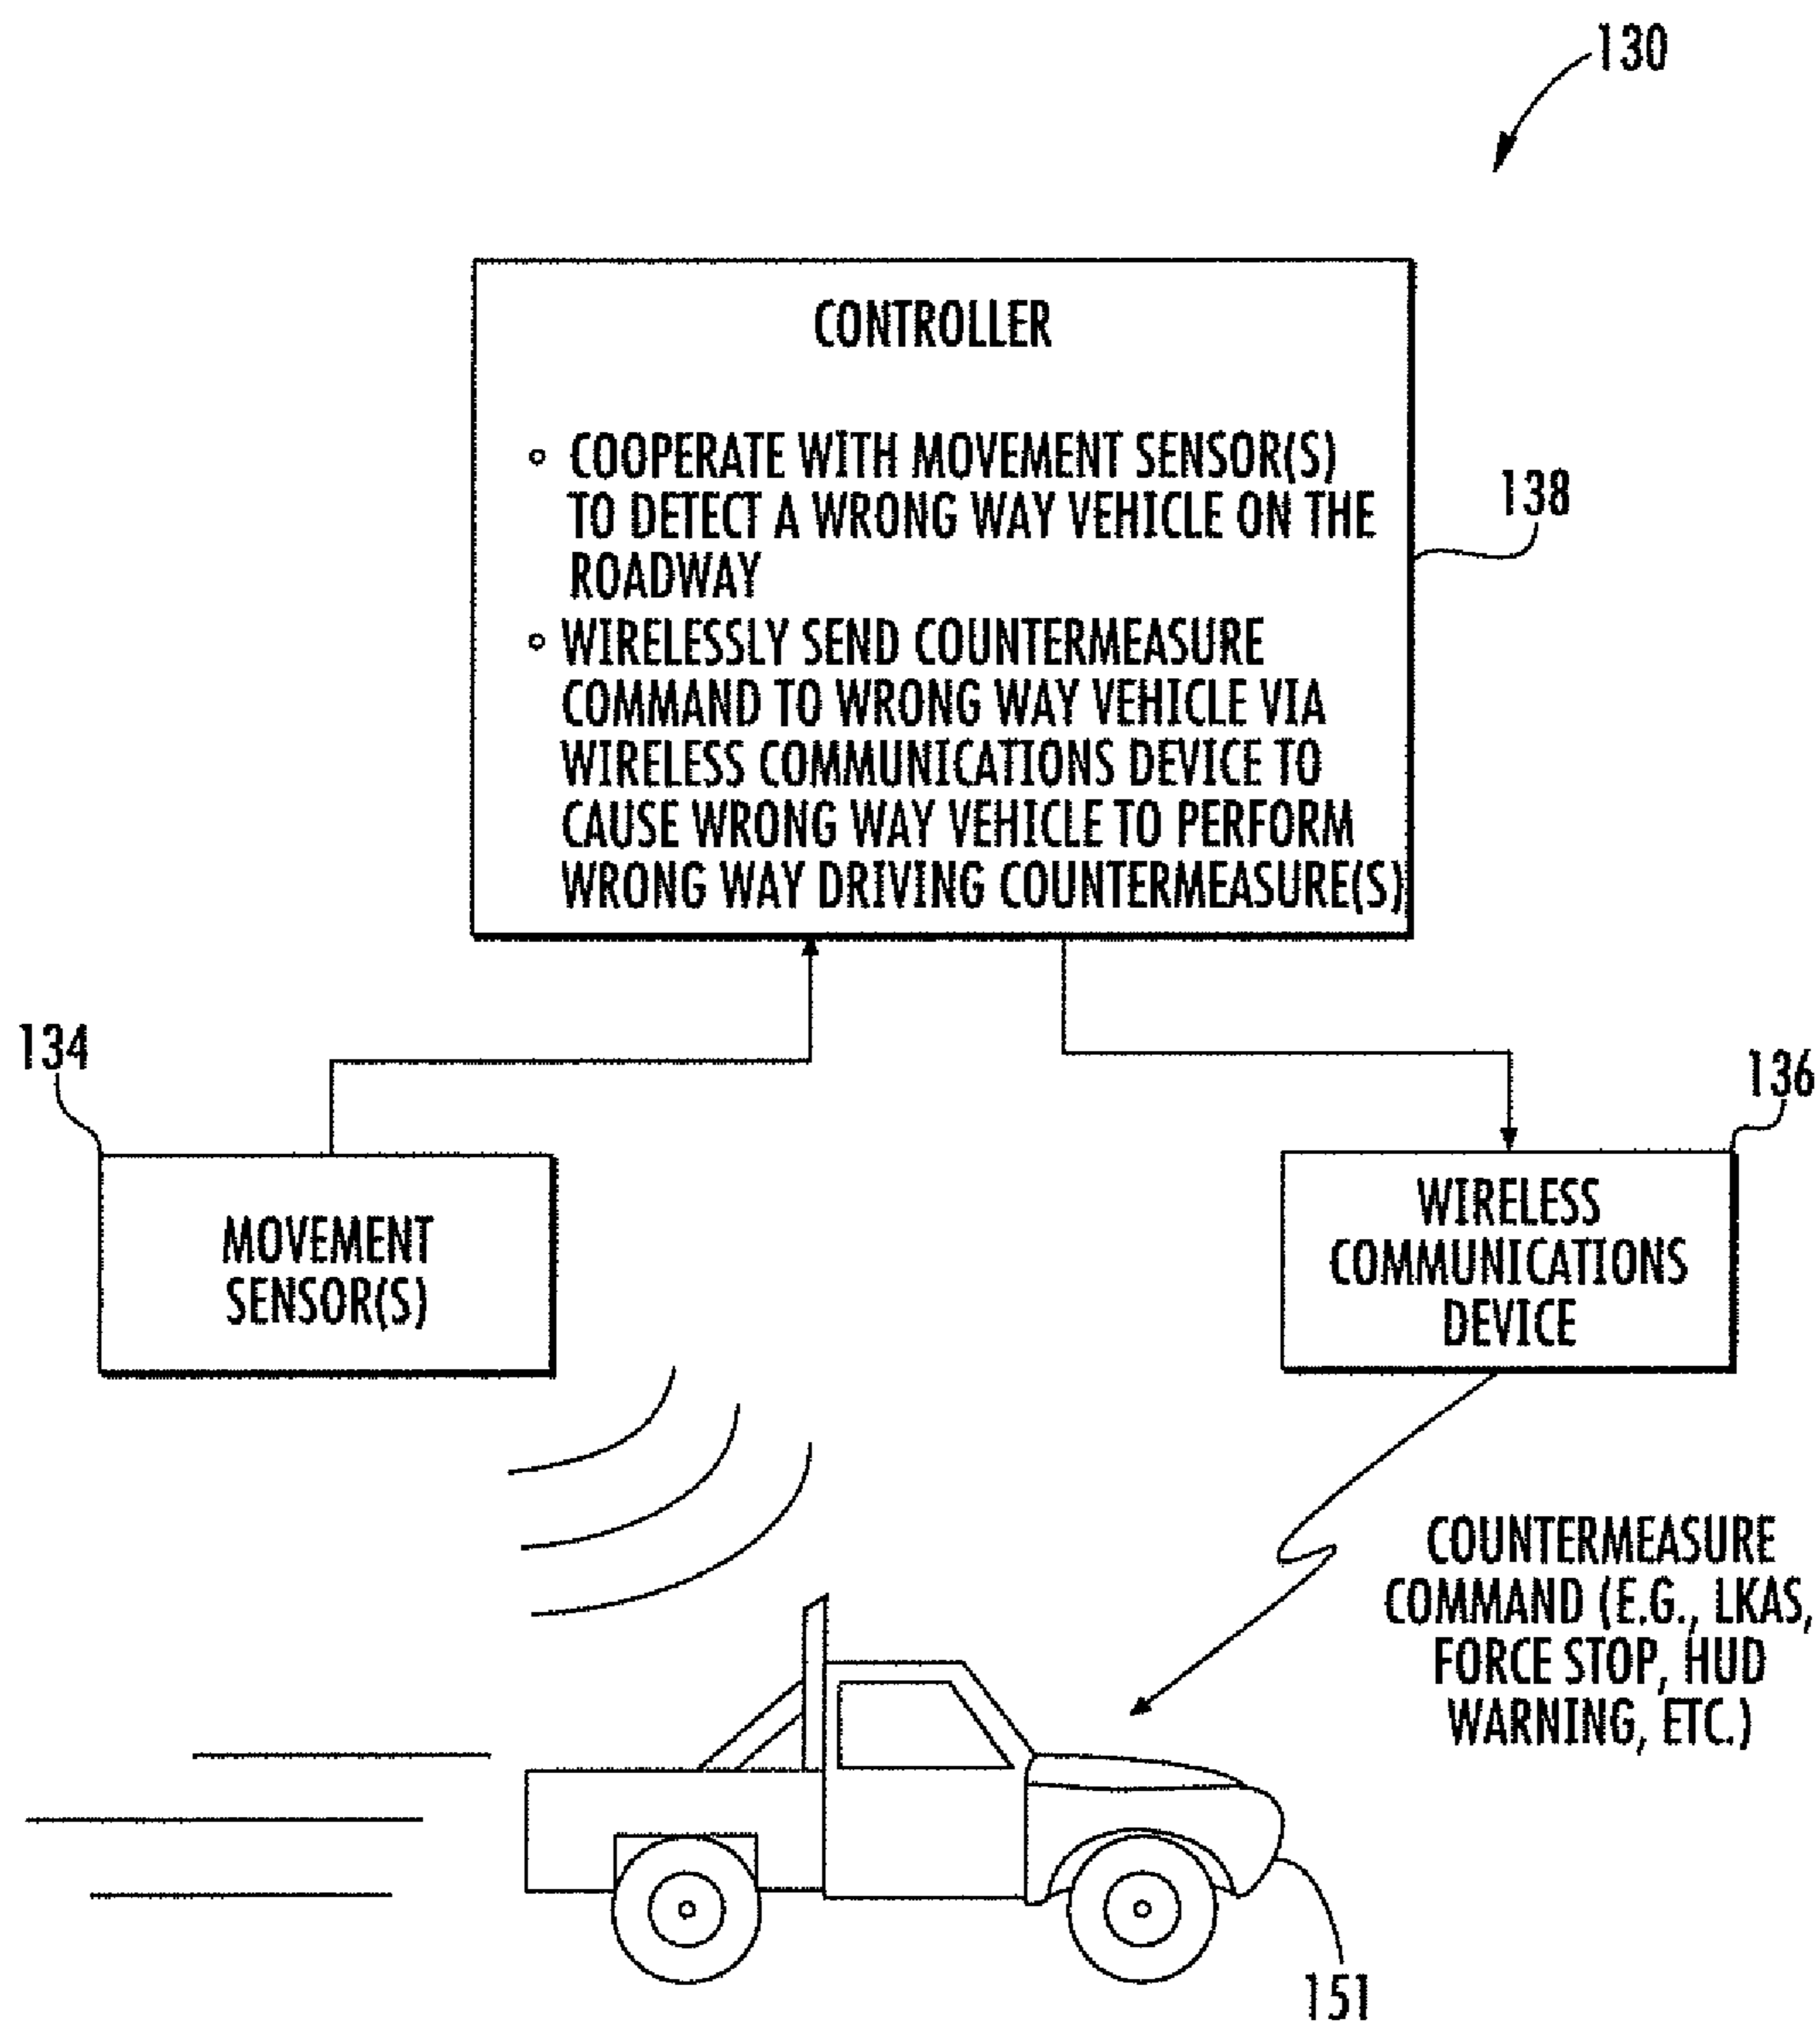 130
CONTROLLER
∘ COOPERATE WITH MOVEMENT SENSOR(S)
TO DETECT A WRONG WAY VEHICLE ON THE
ROADWAY
∘ WIRELESSLY SEND COUNTERMEASURE
COMMAND TO WRONG WAY VEHICLE VIA
WIRELESS COMMUNICATIONS DEVICE TO
CAUSE WRONG WAY VEHICLE TO PERFORM
WRONG WAY DRIVING COUNTERMEASURE(S)
138
134
136
MOVEMENT
SENSOR(S)
WIRELESS
COMMUNICATIONS
DEVICE
COUNTERMEASURE
COMMAND (E.G., LKAS,
FORCE STOP, HUD
WARNING, ETC.)
151